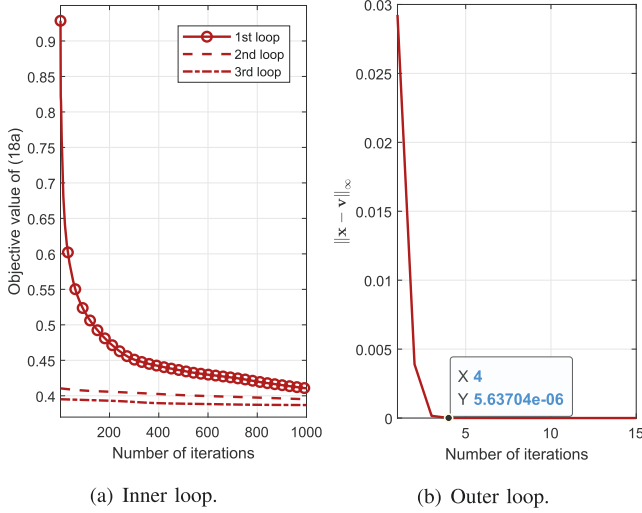 0.9
0.85
0.8
0.75
0.7
0.65
0.6
0.55
0.5
0.45
0.4
Objective value of (18a)
1st loop
2nd loop
3rd loop
200 400 600 800 1000
Number of iterations
(a) Inner loop.
0.03
0.025
0.02
0.015
0.01
0.005
0
‖x − v‖∞
X 4
Y 5.63704e-06
5 10 15
Number of iterations
(b) Outer loop.